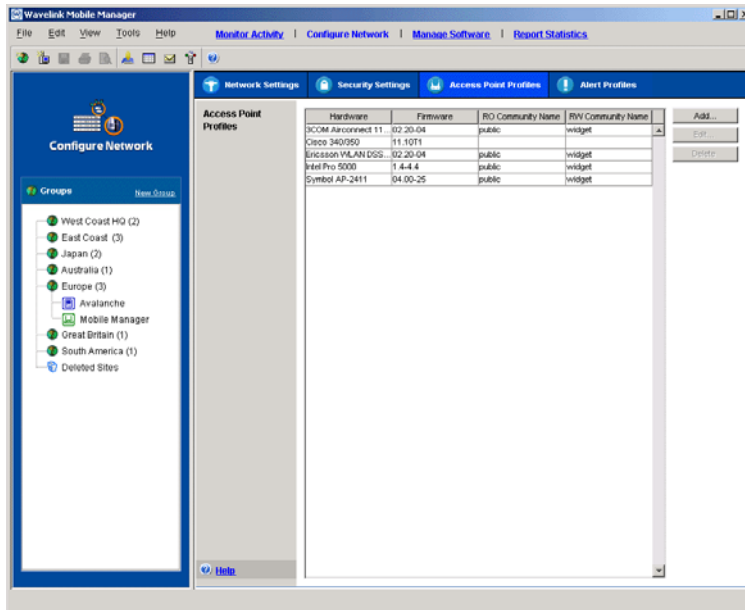 Wavelink Mobile Manager
File Edit View Tools Help
Monitor Activity | Configure Network | Manage Software | Report Statistics
Network Settings
Security Settings
Access Point Profiles
Alert Profiles
Configure Network
Groups New Group
West Coast HQ (2)
East Coast (3)
Japan (2)
Australia (1)
Europe (3)
Avalanche
Mobile Manager
Great Britain (1)
South America (1)
Deleted Sites
Access Point
Profiles
Hardware Firmware RO Community Name RW Community Name
3COM Airconnect 11... 02.20-04 public widget
Cisco 340/350 11.10T1
Ericsson WLAN DSS... 02.20-04 public widget
Intel Pro 5000 1.4-4.4 public widget
Symbol AP-2411 04.00-25 public widget
Add...
Edit...
Delete
Help